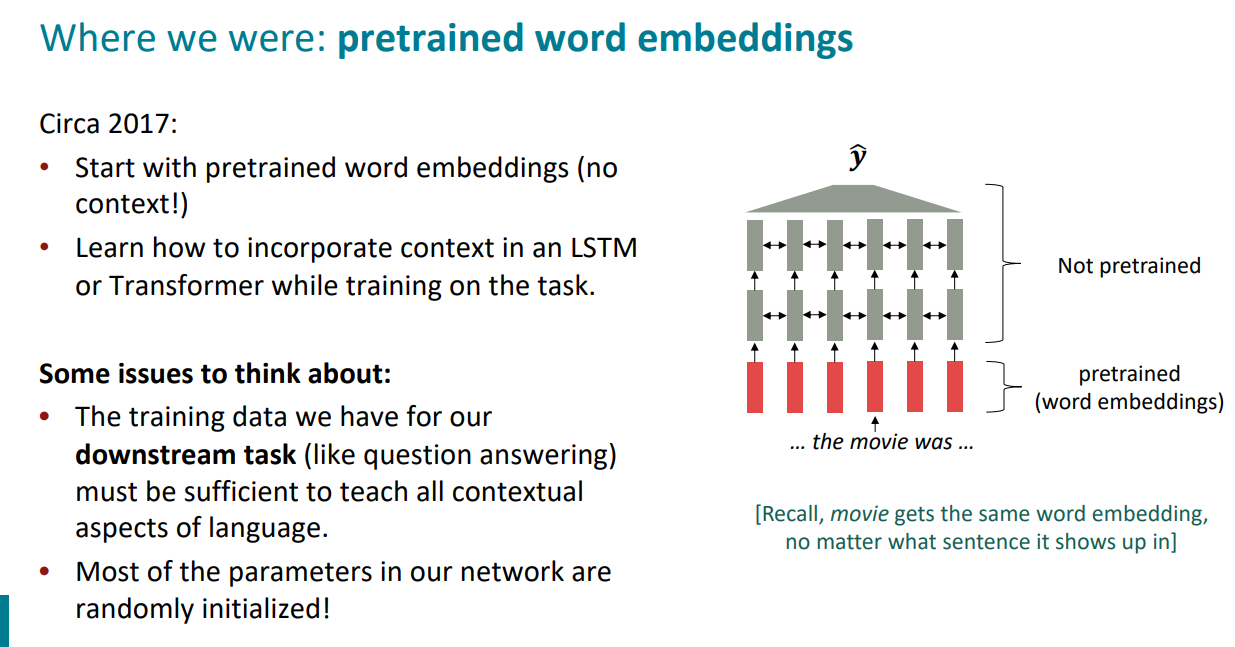 Where we were: pretrained word embeddings
Circa 2017:
• Start with pretrained word embeddings (no
context!)
• Learn how to incorporate context in an LSTM
or Transformer while training on the task.
Some issues to think about:
• The training data we have for our
downstream task (like question answering)
must be sufficient to teach all contextual
aspects of language.
• Most of the parameters in our network are
randomly initialized!
ŷ
Not pretrained
pretrained
(word embeddings)
... the movie was ...
[Recall, movie gets the same word embedding,
no matter what sentence it shows up in]